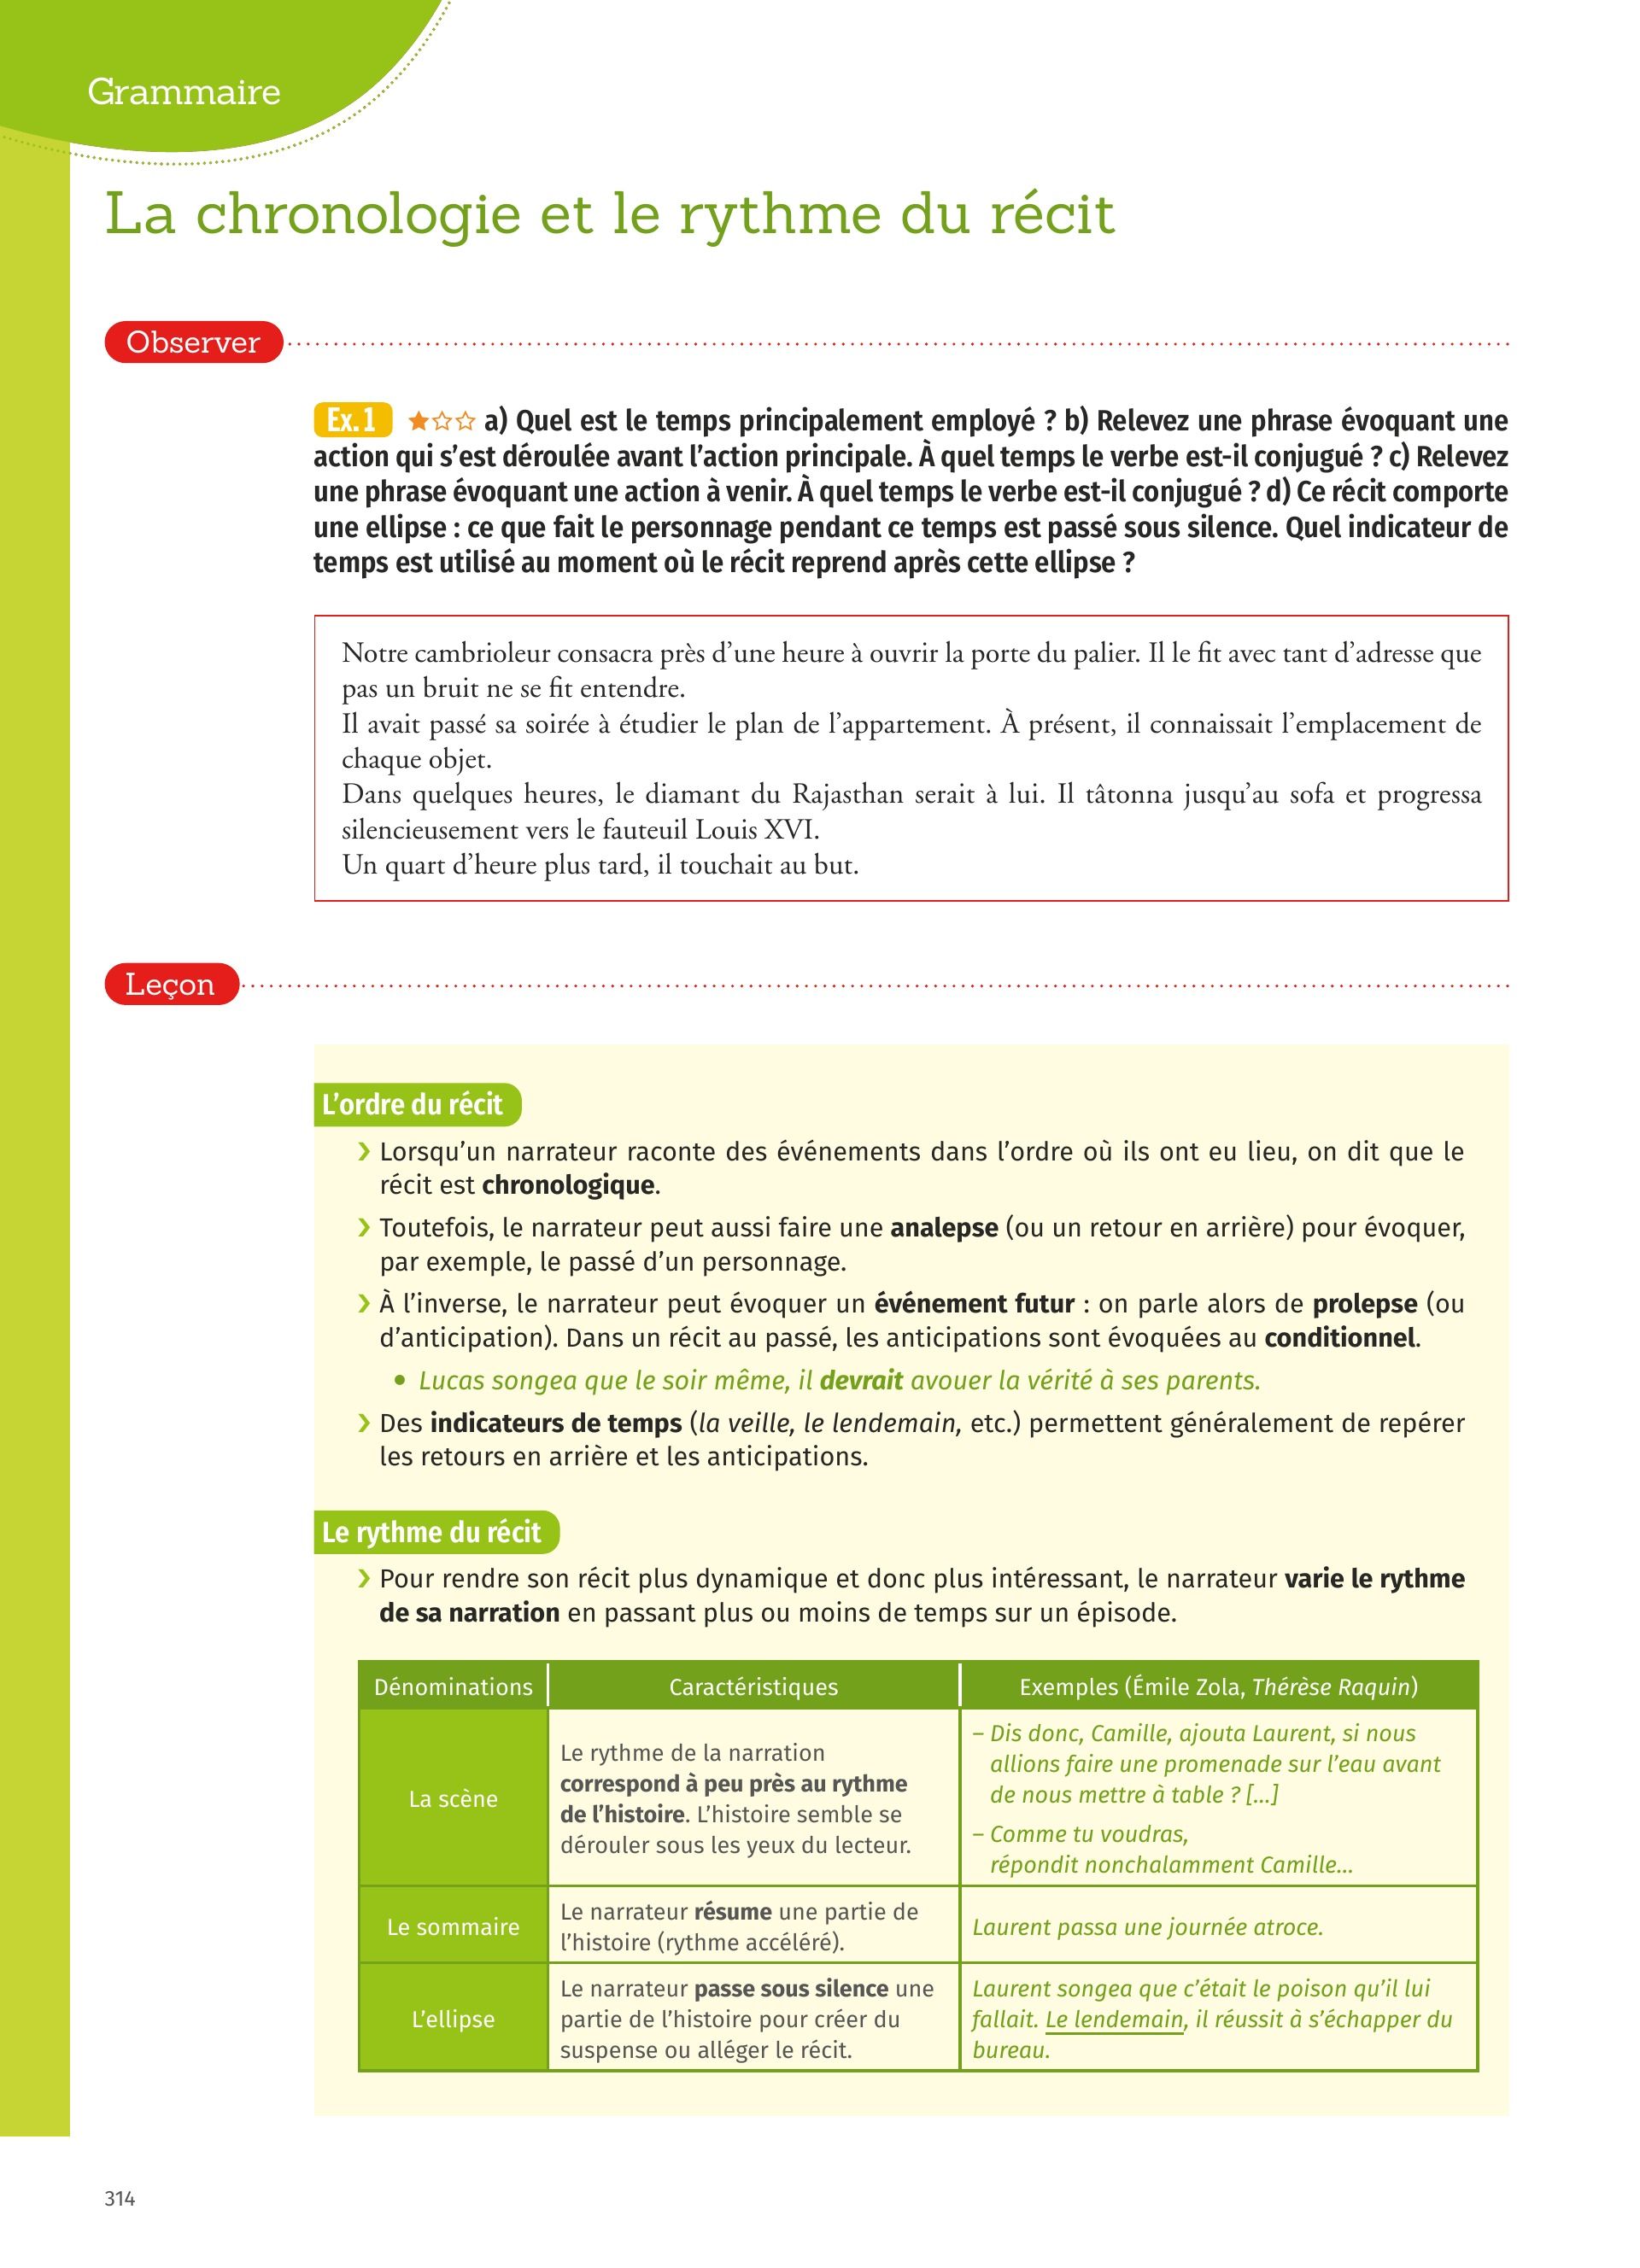 Grammaire
La chronologie et le rythme du récit
Observer
Ex. 1 ★☆☆ a) Quel est le temps principalement employé ? b) Relevez une phrase évoquant une
action qui s’est déroulée avant l’action principale. À quel temps le verbe est-il conjugué ? c) Relevez
une phrase évoquant une action à venir. À quel temps le verbe est-il conjugué ? d) Ce récit comporte
une ellipse : ce que fait le personnage pendant ce temps est passé sous silence. Quel indicateur de
temps est utilisé au moment où le récit reprend après cette ellipse ?
Notre cambrioleur consacra près d’une heure à ouvrir la porte du palier. Il le fit avec tant d’adresse que
pas un bruit ne se fit entendre.
Il avait passé sa soirée à étudier le plan de l’appartement. À présent, il connaissait l’emplacement de
chaque objet.
Dans quelques heures, le diamant du Rajasthan serait à lui. Il tâtonna jusqu’au sofa et progressa
silencieusement vers le fauteuil Louis XVI.
Un quart d’heure plus tard, il touchait au but.
Leçon
L’ordre du récit
❯ Lorsqu’un narrateur raconte des événements dans l’ordre où ils ont eu lieu, on dit que le
récit est chronologique.
❯ Toutefois, le narrateur peut aussi faire une analepse (ou un retour en arrière) pour évoquer,
par exemple, le passé d’un personnage.
❯ À l’inverse, le narrateur peut évoquer un événement futur : on parle alors de prolepse (ou
d’anticipation). Dans un récit au passé, les anticipations sont évoquées au conditionnel.
• Lucas songea que le soir même, il devrait avouer la vérité à ses parents.
❯ Des indicateurs de temps (la veille, le lendemain, etc.) permettent généralement de repérer
les retours en arrière et les anticipations.
Le rythme du récit
❯ Pour rendre son récit plus dynamique et donc plus intéressant, le narrateur varie le rythme
de sa narration en passant plus ou moins de temps sur un épisode.
Dénominations
Caractéristiques
Exemples (Émile Zola, Thérèse Raquin)
La scène
Le rythme de la narration
correspond à peu près au rythme
de l’histoire. L’histoire semble se
dérouler sous les yeux du lecteur.
– Dis donc, Camille, ajouta Laurent, si nous
allions faire une promenade sur l’eau avant
de nous mettre à table ? [...]
– Comme tu voudras,
répondit nonchalamment Camille...
Le sommaire
Le narrateur résume une partie de
l’histoire (rythme accéléré).
Laurent passa une journée atroce.
L’ellipse
Le narrateur passe sous silence une
partie de l’histoire pour créer du
suspense ou alléger le récit.
Laurent songea que c’était le poison qu’il lui
fallait. Le lendemain, il réussit à s’échapper du
bureau.
314